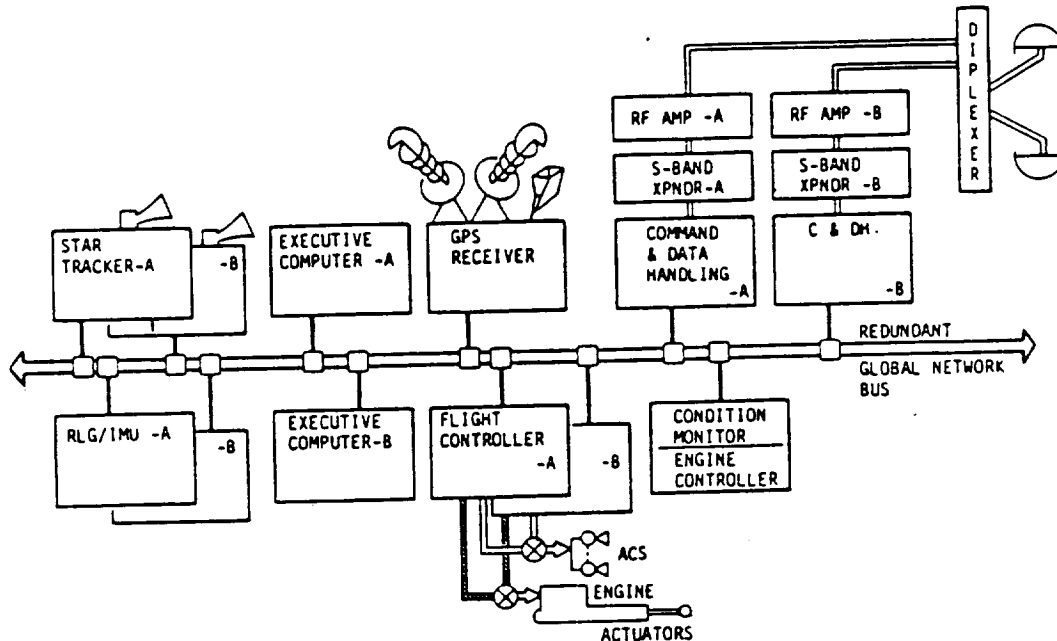 DIPLEXER
RF AMP -A
RF AMP -B
S-BAND
XPNDR-A
S-BAND
XPNDR -B
STAR
TRACKER-A
-B
EXECUTIVE
COMPUTER -A
GPS
RECEIVER
COMMAND
& DATA
HANDLING
-A
C & DH.
-B
REDUNDANT
GLOBAL NETWORK
BUS
RLG/IMU -A
-B
EXECUTIVE
COMPUTER-B
FLIGHT
CONTROLLER
-A
-B
CONDITION
MONITOR
ENGINE
CONTROLLER
ACS
ENGINE
ACTUATORS